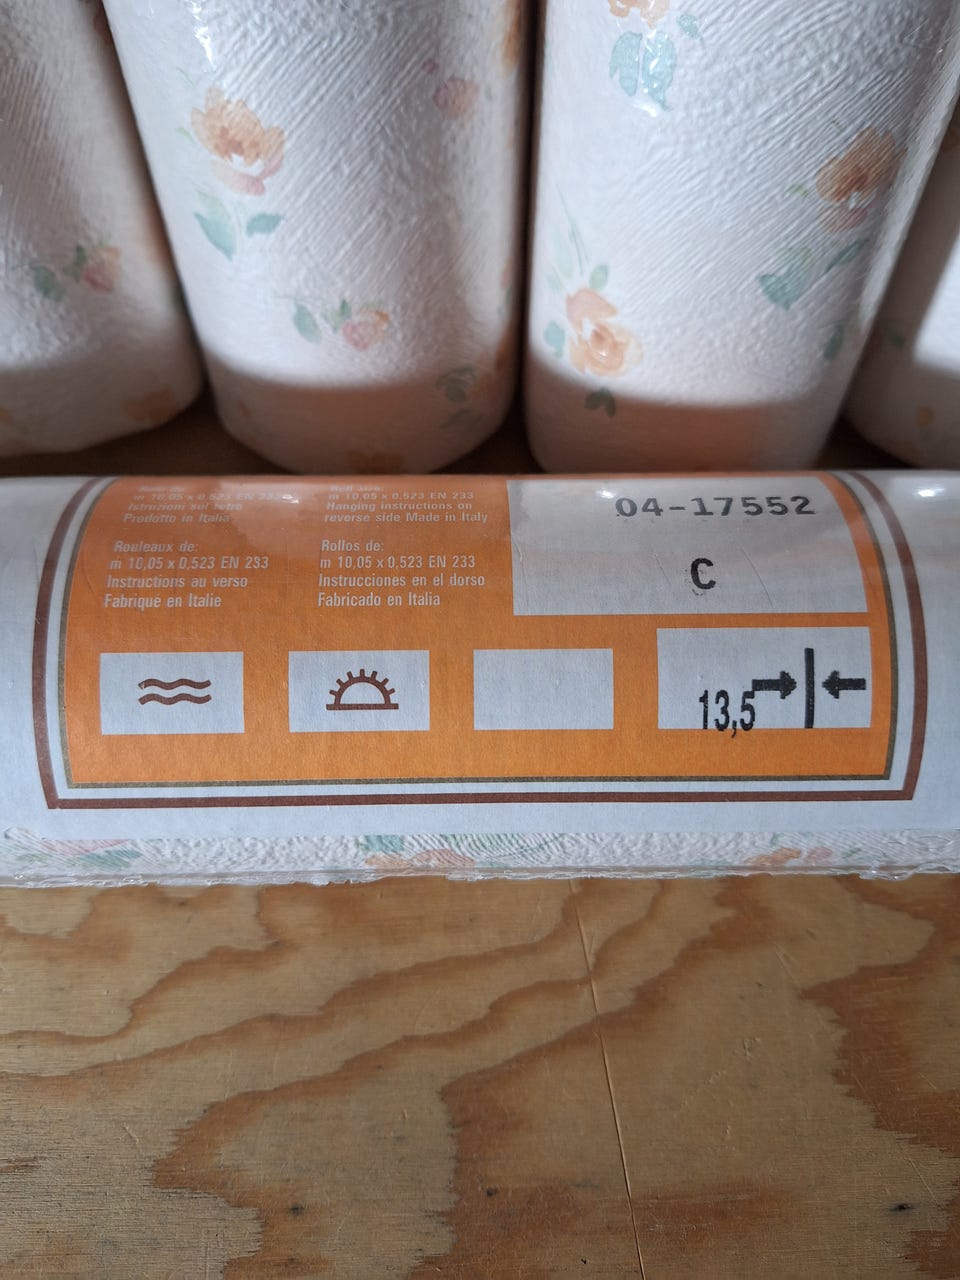 m 10,05 x 0,523 EN 233
Istruzioni sul retro
Prodotto in Italia
Roll size:
m 10,05 x 0,523 EN 233
Hanging instructions on
reverse side Made in Italy
Rouleaux de:
m 10,05 x 0,523 EN 233
Instructions au verso
Fabriqué en Italie
Rollos de:
m 10,05 x 0,523 EN 233
Instrucciones en el dorso
Fabricado en Italia
04-17552
C
13,5